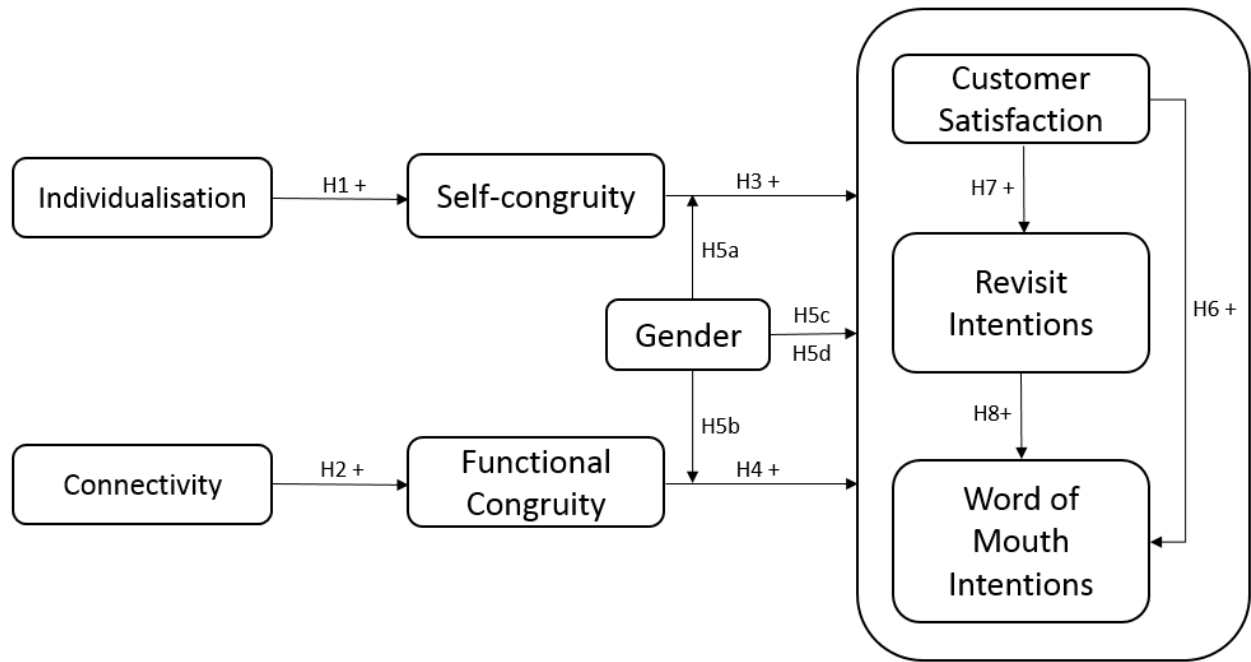 Individualisation
H1 +
Self-congruity
H3 +
H5a
Gender
H5c
H5d
H5b
Connectivity
H2 +
Functional
Congruity
H4 +
Customer
Satisfaction
H7 +
Revisit
Intentions
H6 +
H8+
Word of
Mouth
Intentions